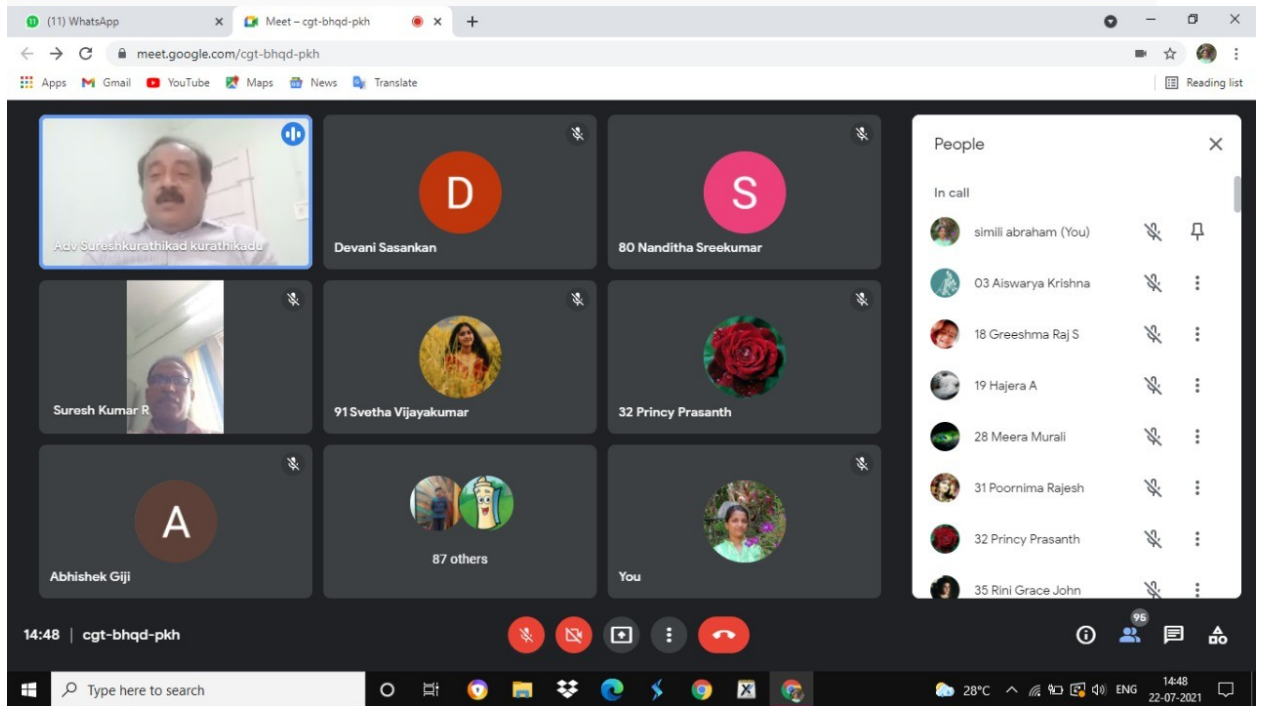 (11) WhatsApp
Meet – cgt-bhqd-pkh
meet.google.com/cgt-bhqd-pkh
Apps
Gmail
YouTube
Maps
News
Translate
Reading list
Adv Sureshkurathikad kurathikadu
D
Devani Sasankan
S
80 Nanditha Sreekumar
Suresh Kumar R
91 Svetha Vijayakumar
32 Princy Prasanth
A
Abhishek Giji
87 others
You
People
In call
simili abraham (You)
03 Aiswarya Krishna
18 Greeshma Raj S
19 Hajera A
28 Meera Murali
31 Poornima Rajesh
32 Princy Prasanth
35 Rini Grace John
14:48 | cgt-bhqd-pkh
95
Type here to search
28°C
ENG
14:48
22-07-2021